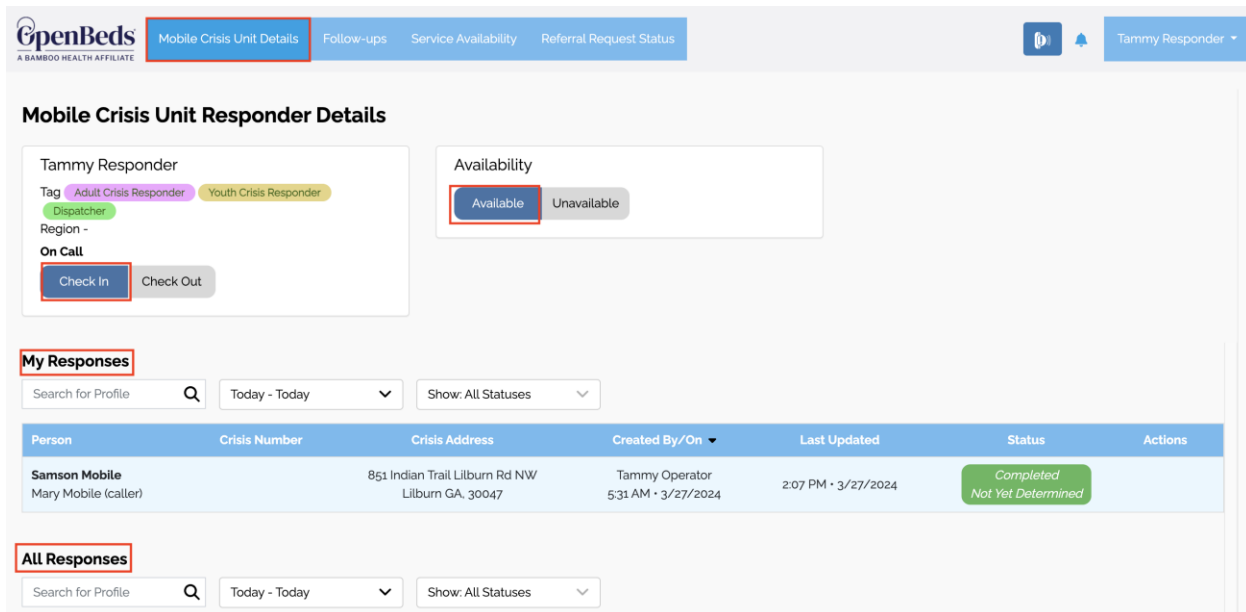 OpenBeds
A BAMBOO HEALTH AFFILIATE
Mobile Crisis Unit Details
Follow-ups
Service Availability
Referral Request Status
Tammy Responder
Mobile Crisis Unit Responder Details
Tammy Responder
Tag Adult Crisis Responder Youth Crisis Responder
Dispatcher
Region -
On Call
Check In Check Out
Availability
Available Unavailable
My Responses
Search for Profile
Today - Today
Show: All Statuses
Person Crisis Number Crisis Address Created By/On Last Updated Status Actions
Samson Mobile
Mary Mobile (caller)
851 Indian Trail Lilburn Rd NW
Lilburn GA, 30047
Tammy Operator
5:31 AM • 3/27/2024
2:07 PM • 3/27/2024
Completed
Not Yet Determined
All Responses
Search for Profile
Today - Today
Show: All Statuses